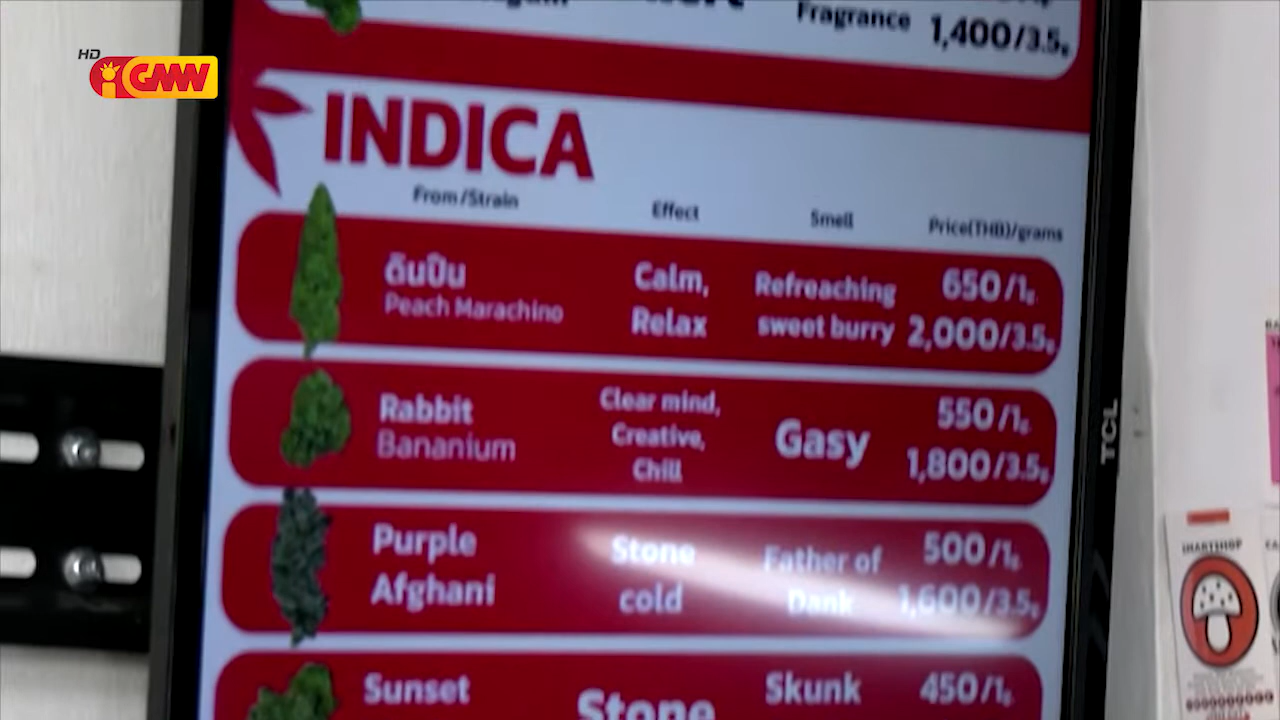 HD
iGMW
Fragrance
1,400/3.5g
INDICA
From/Strain
Effect
Smell
Price(THB)/grams
ตีนปีน
Peach Marachino
Calm,
Relax
Refreaching
sweet burry
650/1g
2,000/3.5g
Rabbit
Bananium
Clear mind,
Creative,
Chill
Gasy
550/1g
1,800/3.5g
Purple
Afghani
Stone
cold
Father of
Dank
500/1g
1,600/3.5g
Sunset
Stone
Skunk
450/1g
TCL